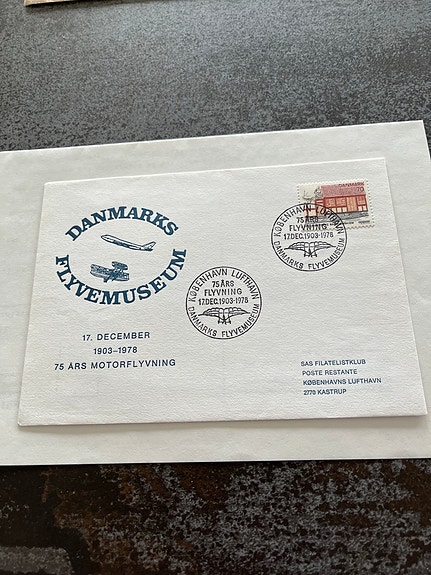 DANMARKS
FLYVEMUSEUM
17. DECEMBER
1903–1978
75 ÅRS MOTORFLYVNING
DANMARK
KØBENHAVN LUFTHAVN
75 ÅRS
FLYVNING
17.DEC.1903-1978
DANMARKS FLYVEMUSEUM
KØBENHAVN LUFTHAVN
75 ÅRS
FLYVNING
17.DEC.1903-1978
DANMARKS FLYVEMUSEUM
SAS FILATELISTKLUB
POSTE RESTANTE
KØBENHAVNS LUFTHAVN
2770 KASTRUP